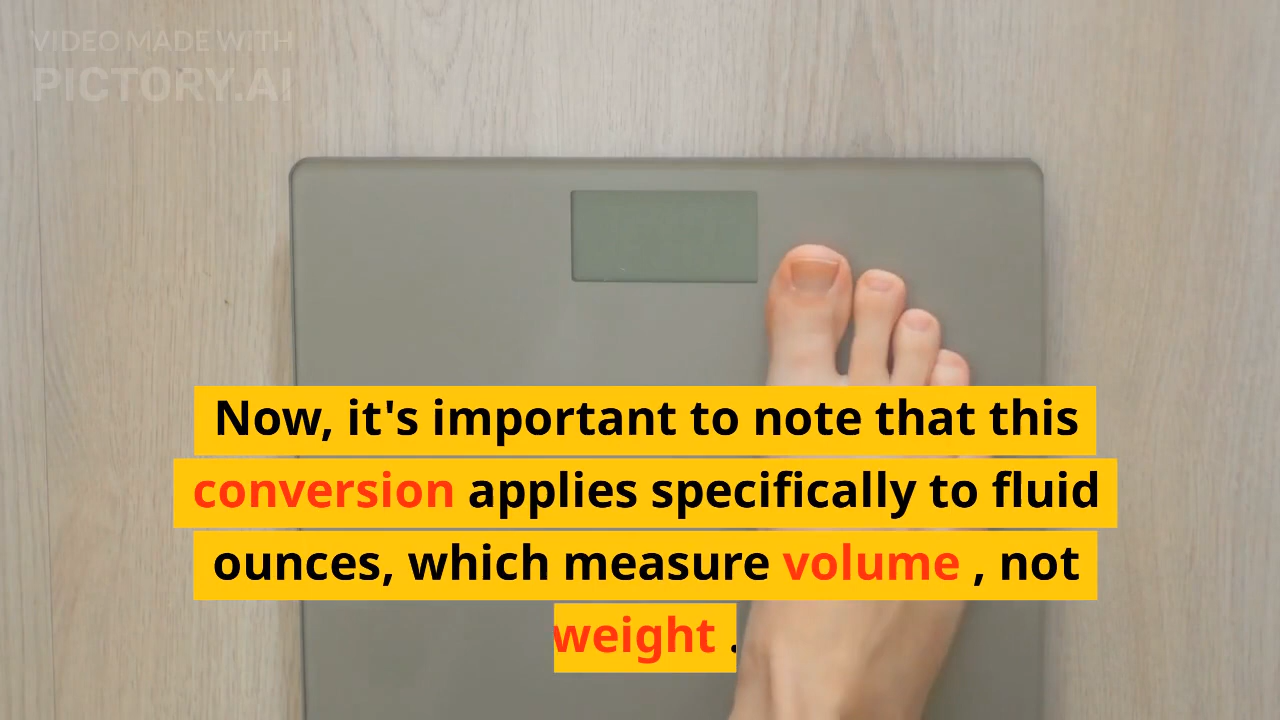 VIDEO MADE WITH
PICTORY.AI
Now, it's important to note that this
conversion applies specifically to fluid
ounces, which measure volume , not
weight .